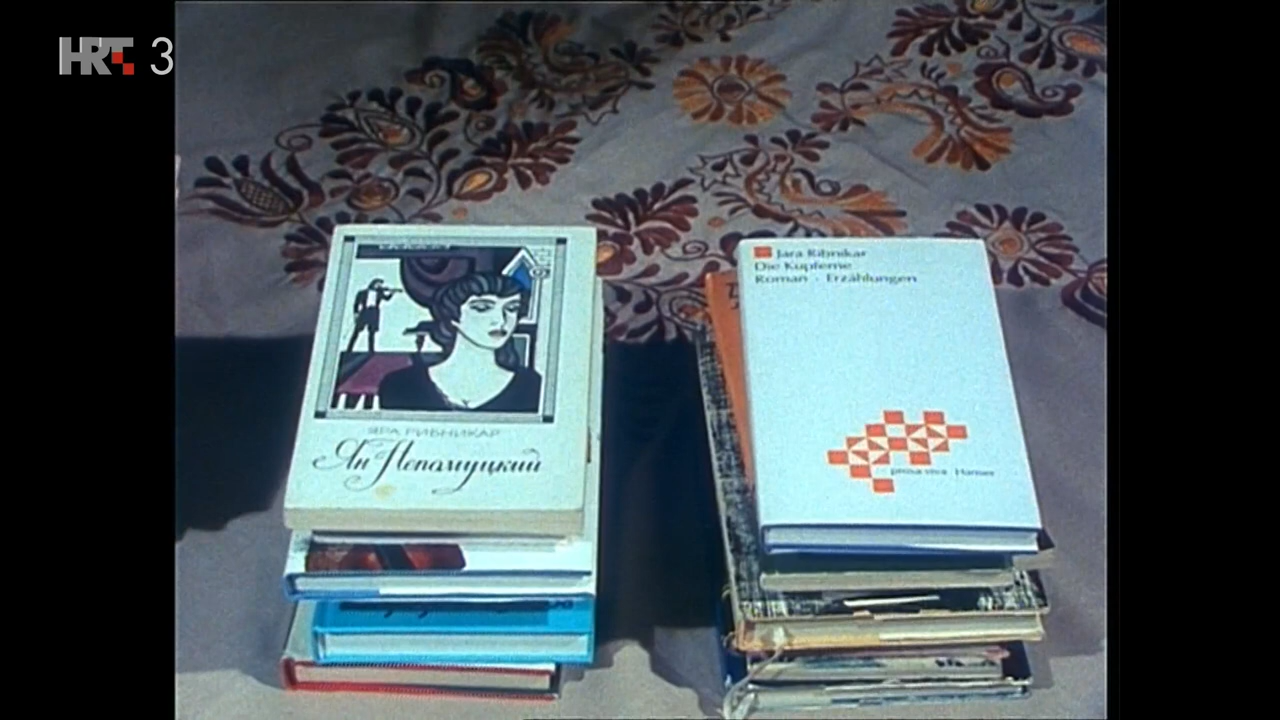 HRT 3
ЯРА РИБНИКАР
Ян Непомуцкий
Jara Ribnikar
Die Kupferne
Roman · Erzählungen
prosa viva Hanser